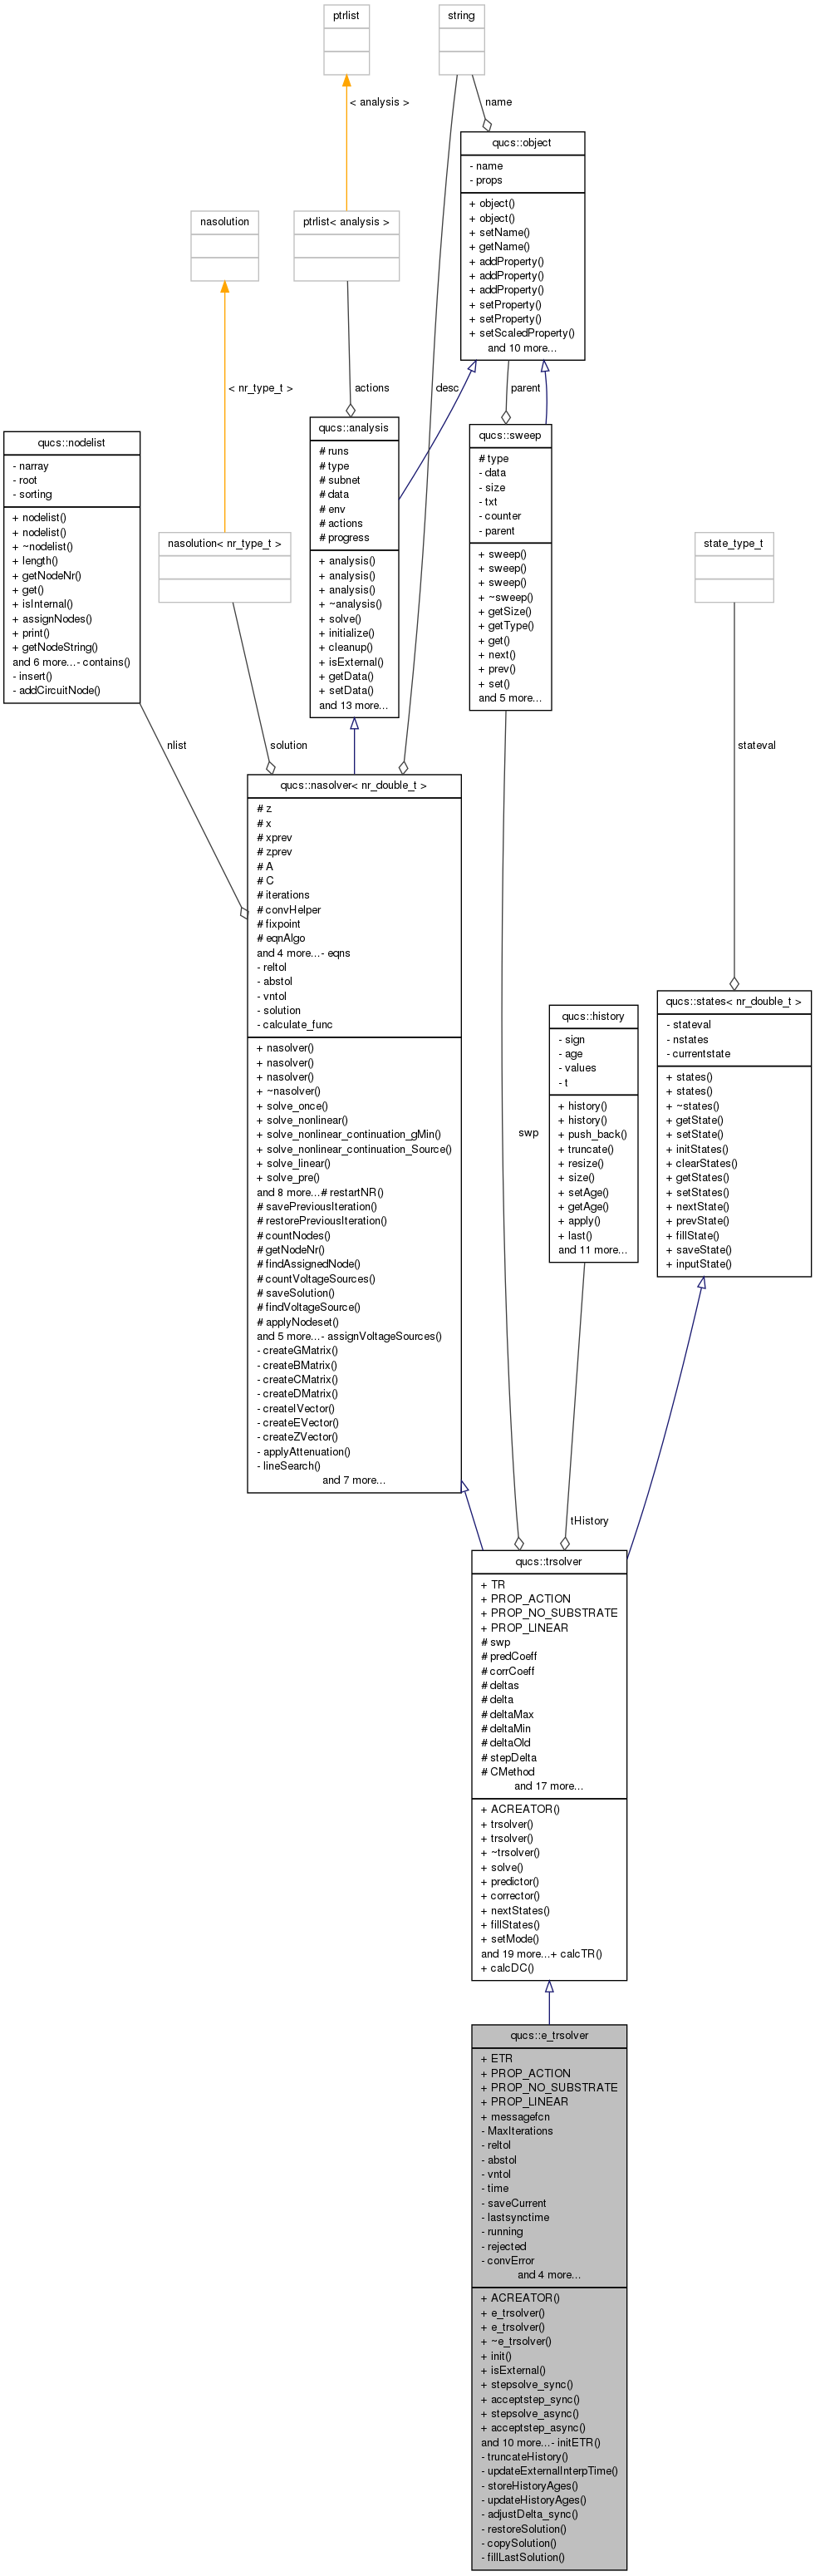 ptrlist
string
< analysis >
name
qucs::object
- name
- props
+ object()
+ object()
+ setName()
+ getName()
+ addProperty()
+ addProperty()
+ addProperty()
+ setProperty()
+ setProperty()
+ setScaledProperty()
and 10 more...
nasolution
ptrlist< analysis >
< nr_type_t >
actions
desc
parent
qucs::nodelist
- narray
- root
- sorting
+ nodelist()
+ nodelist()
+ ~nodelist()
+ length()
+ getNodeNr()
+ get()
+ isInternal()
+ assignNodes()
+ print()
+ getNodeString()
and 6 more...- contains()
- insert()
- addCircuitNode()
nasolution< nr_type_t >
qucs::analysis
# runs
# type
# subnet
# data
# env
# actions
# progress
+ analysis()
+ analysis()
+ analysis()
+ ~analysis()
+ solve()
+ initialize()
+ cleanup()
+ isExternal()
+ getData()
+ setData()
and 13 more...
qucs::sweep
# type
- data
- size
- txt
- counter
- parent
+ sweep()
+ sweep()
+ sweep()
+ ~sweep()
+ getSize()
+ getType()
+ get()
+ next()
+ prev()
+ set()
and 5 more...
state_type_t
nlist
solution
stateval
qucs::nasolver< nr_double_t >
# z
# x
# xprev
# zprev
# A
# C
# iterations
# convHelper
# fixpoint
# eqnAlgo
and 4 more...- eqns
- reltol
- abstol
- vntol
- solution
- calculate_func
+ nasolver()
+ nasolver()
+ nasolver()
+ ~nasolver()
+ solve_once()
+ solve_nonlinear()
+ solve_nonlinear_continuation_gMin()
+ solve_nonlinear_continuation_Source()
+ solve_linear()
+ solve_pre()
and 8 more...# restartNR()
# savePreviousIteration()
# restorePreviousIteration()
# countNodes()
# getNodeNr()
# findAssignedNode()
# countVoltageSources()
# saveSolution()
# findVoltageSource()
# applyNodeset()
and 5 more...- assignVoltageSources()
- createGMatrix()
- createBMatrix()
- createCMatrix()
- createDMatrix()
- createIVector()
- createEVector()
- createZVector()
- applyAttenuation()
- lineSearch()
and 7 more...
swp
qucs::history
- sign
- age
- values
- t
+ history()
+ history()
+ push_back()
+ truncate()
+ resize()
+ size()
+ setAge()
+ getAge()
+ apply()
+ last()
and 11 more...
qucs::states< nr_double_t >
- stateval
- nstates
- currentstate
+ states()
+ states()
+ ~states()
+ getState()
+ setState()
+ initStates()
+ clearStates()
+ getStates()
+ setStates()
+ nextState()
+ prevState()
+ fillState()
+ saveState()
+ inputState()
tHistory
qucs::trsolver
+ TR
+ PROP_ACTION
+ PROP_NO_SUBSTRATE
+ PROP_LINEAR
# swp
# predCoeff
# corrCoeff
# deltas
# delta
# deltaMax
# deltaMin
# deltaOld
# stepDelta
# CMethod
and 17 more...
+ ACREATOR()
+ trsolver()
+ trsolver()
+ ~trsolver()
+ solve()
+ predictor()
+ corrector()
+ nextStates()
+ fillStates()
+ setMode()
and 19 more...+ calcTR()
+ calcDC()
qucs::e_trsolver
+ ETR
+ PROP_ACTION
+ PROP_NO_SUBSTRATE
+ PROP_LINEAR
+ messagefcn
- MaxIterations
- reltol
- abstol
- vntol
- time
- saveCurrent
- lastsynctime
- running
- rejected
- convError
and 4 more...
+ ACREATOR()
+ e_trsolver()
+ e_trsolver()
+ ~e_trsolver()
+ init()
+ isExternal()
+ stepsolve_sync()
+ acceptstep_sync()
+ stepsolve_async()
+ acceptstep_async()
and 10 more...- initETR()
- truncateHistory()
- updateExternalInterpTime()
- storeHistoryAges()
- updateHistoryAges()
- adjustDelta_sync()
- restoreSolution()
- copySolution()
- fillLastSolution()